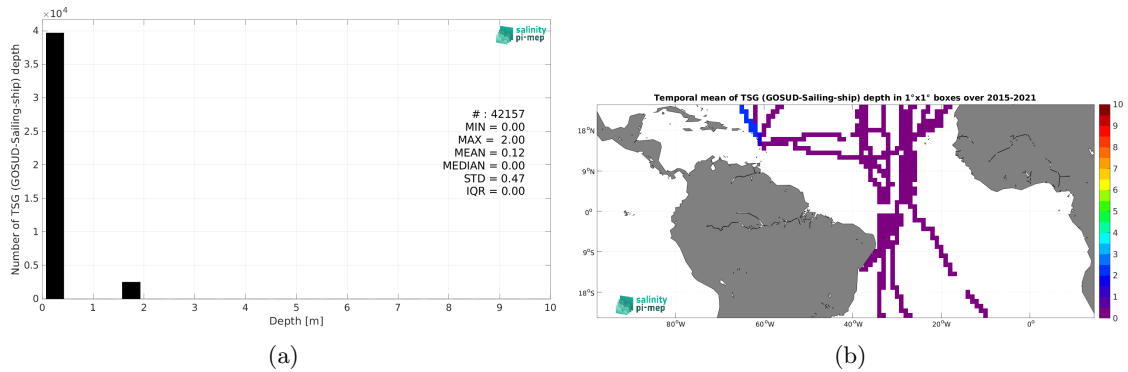 ×10⁴
4
3.5
3
2.5
2
1.5
1
0.5
0
Number of TSG (GOSUD-Sailing-ship) depth
salinity
pi-mep
# : 42157
MIN = 0.00
MAX = 2.00
MEAN = 0.12
MEDIAN = 0.00
STD = 0.47
IQR = 0.00
0 1 2 3 4 5 6 7 8 9 10
Depth [m]
(a)
Temporal mean of TSG (GOSUD-Sailing-ship) depth in 1°x1° boxes over 2015-2021
18°N
9°N
0°
9°S
18°S
salinity
pi-mep
80°W 60°W 40°W 20°W 0°
10
9
8
7
6
5
4
3
2
1
0
(b)